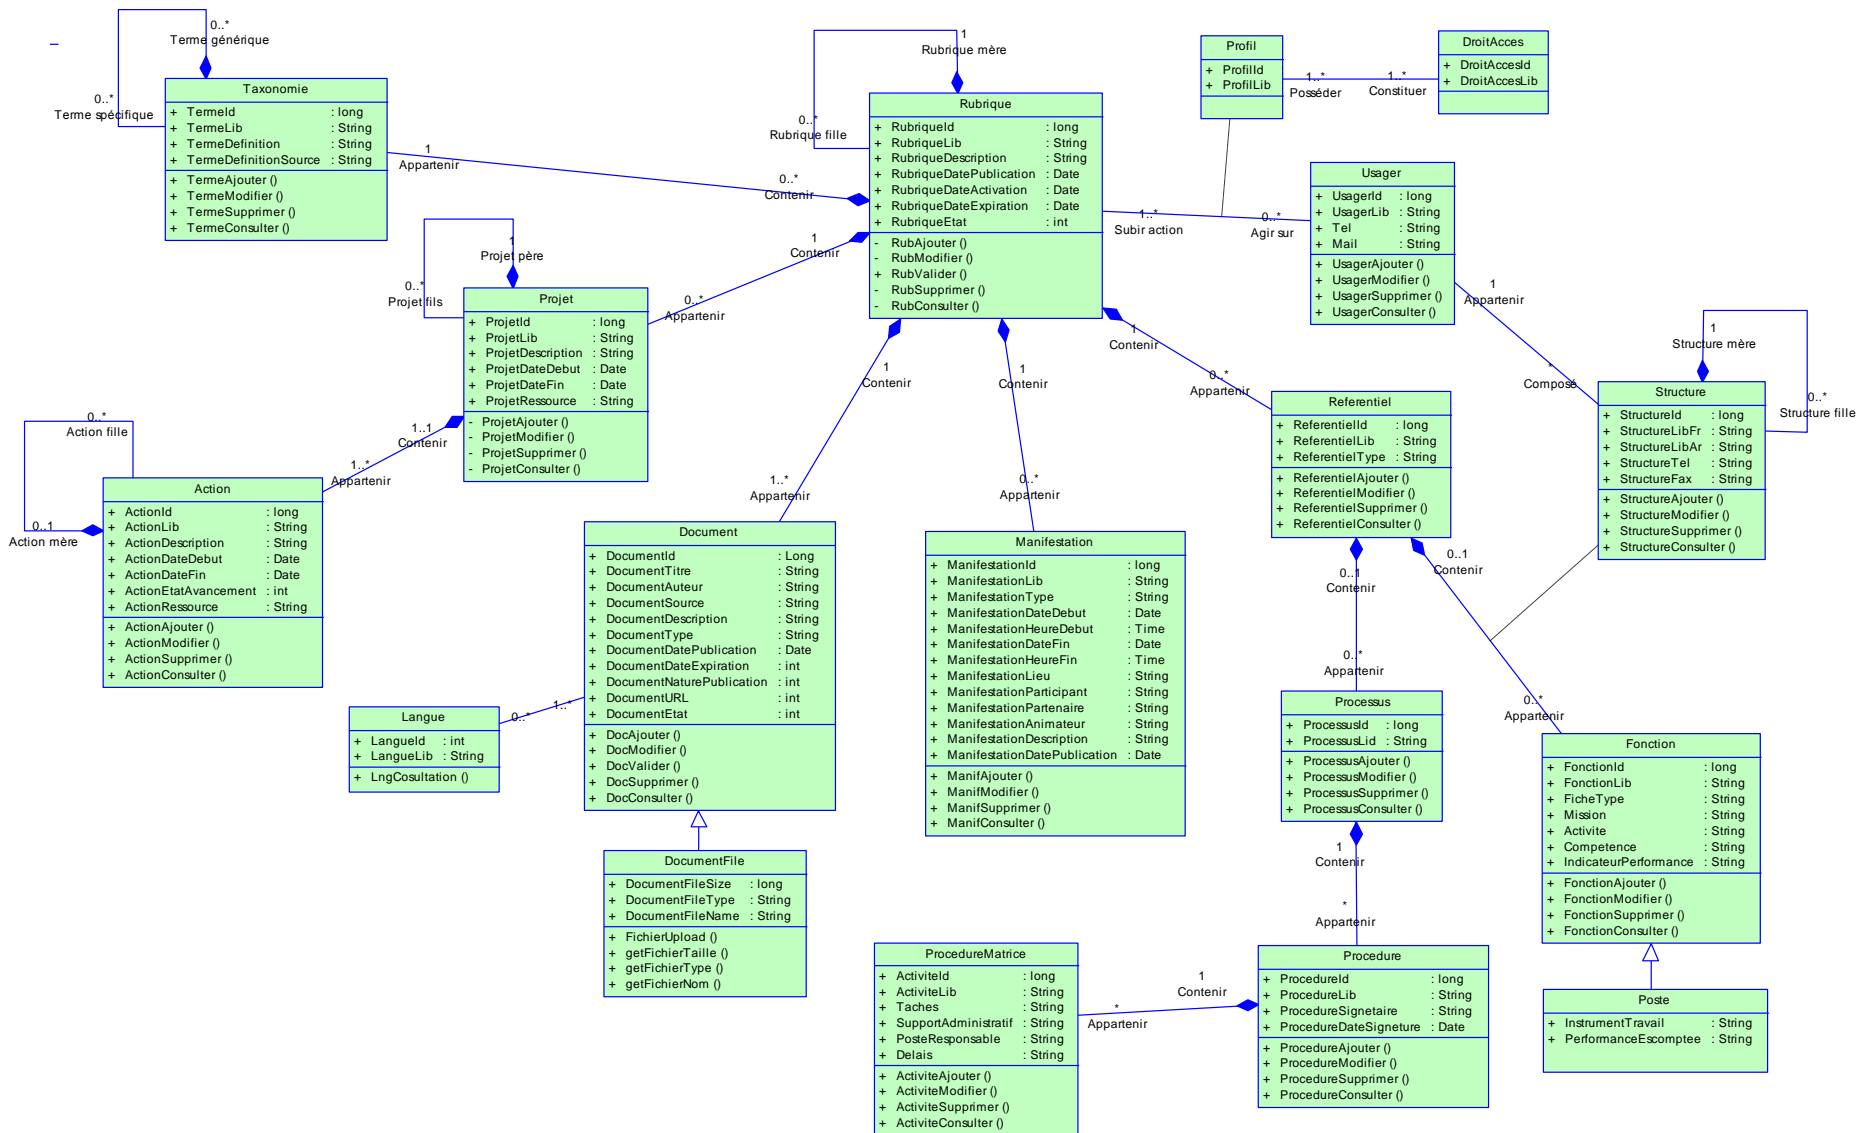 0..*
Terme générique
0..*
Terme spécifique
Taxonomie
+ TermeId : long
+ TermeLib : String
+ TermeDefinition : String
+ TermeDefinitionSource : String
+ TermeAjouter ()
+ TermeModifier ()
+ TermeSupprimer ()
+ TermeConsulter ()
1
Appartenir
0..*
Contenir
1
Rubrique mère
0..*
Rubrique fille
Rubrique
+ RubriqueId : long
+ RubriqueLib : String
+ RubriqueDescription : String
+ RubriqueDatePublication : Date
+ RubriqueDateActivation : Date
+ RubriqueDateExpiration : Date
+ RubriqueEtat : int
- RubAjouter ()
- RubModifier ()
+ RubValider ()
- RubSupprimer ()
- RubConsulter ()
Profil
+ ProfilId
+ ProfilLib
1..*
Posséder
1..*
Constituer
DroitAcces
+ DroitAccesId
+ DroitAccesLib
1..*
Subir action
0..*
Agir sur
Usager
+ UsagerId : long
+ UsagerLib : String
+ Tel : String
+ Mail : String
+ UsagerAjouter ()
+ UsagerModifier ()
+ UsagerSupprimer ()
+ UsagerConsulter ()
1
Appartenir
*
Composé
1
Structure mère
0..*
Structure fille
Structure
+ StructureId : long
+ StructureLibFr : String
+ StructureLibAr : String
+ StructureTel : String
+ StructureFax : String
+ StructureAjouter ()
+ StructureModifier ()
+ StructureSupprimer ()
+ StructureConsulter ()
1
Projet père
0..*
Projet fils
1
Contenir
0..*
Appartenir
Projet
+ ProjetId : long
+ ProjetLib : String
+ ProjetDescription : String
+ ProjetDateDebut : Date
+ ProjetDateFin : Date
+ ProjetRessource : String
- ProjetAjouter ()
- ProjetModifier ()
- ProjetSupprimer ()
- ProjetConsulter ()
1..1
Contenir
1..*
Appartenir
0..*
Action fille
0..1
Action mère
Action
+ ActionId : long
+ ActionLib : String
+ ActionDescription : String
+ ActionDateDebut : Date
+ ActionDateFin : Date
+ ActionEtatAvancement : int
+ ActionRessource : String
+ ActionAjouter ()
+ ActionModifier ()
+ ActionSupprimer ()
+ ActionConsulter ()
1
Contenir
1..*
Appartenir
Document
+ DocumentId : Long
+ DocumentTitre : String
+ DocumentAuteur : String
+ DocumentSource : String
+ DocumentDescription : String
+ DocumentType : String
+ DocumentDatePublication : Date
+ DocumentDateExpiration : int
+ DocumentNaturePublication : int
+ DocumentURL : int
+ DocumentEtat : int
+ DocAjouter ()
+ DocModifier ()
+ DocValider ()
+ DocSupprimer ()
+ DocConsulter ()
1..*
0..*
Langue
+ LangueId : int
+ LangueLib : String
+ LngCosultation ()
DocumentFile
+ DocumentFileSize : long
+ DocumentFileType : String
+ DocumentFileName : String
+ FichierUpload ()
+ getFichierTaille ()
+ getFichierType ()
+ getFichierNom ()
1
Contenir
0..*
Appartenir
Manifestation
+ ManifestationId : long
+ ManifestationLib : String
+ ManifestationType : String
+ ManifestationDateDebut : Date
+ ManifestationHeureDebut : Time
+ ManifestationDateFin : Date
+ ManifestationHeureFin : Time
+ ManifestationLieu : String
+ ManifestationParticipant : String
+ ManifestationPartenaire : String
+ ManifestationAnimateur : String
+ ManifestationDescription : String
+ ManifestationDatePublication : Date
+ ManifAjouter ()
+ ManifModifier ()
+ ManifSupprimer ()
+ ManifConsulter ()
1
Contenir
0..*
Appartenir
Referentiel
+ ReferentielId : long
+ ReferentielLib : String
+ ReferentielType : String
+ ReferentielAjouter ()
+ ReferentielModifier ()
+ ReferentielSupprimer ()
+ ReferentielConsulter ()
0..1
Contenir
0..*
Appartenir
0..1
Contenir
0..*
Appartenir
Processus
+ ProcessusId : long
+ ProcessusLid : String
+ ProcessusAjouter ()
+ ProcessusModifier ()
+ ProcessusSupprimer ()
+ ProcessusConsulter ()
1
Contenir
*
Appartenir
Fonction
+ FonctionId : long
+ FonctionLib : String
+ FicheType : String
+ Mission : String
+ Activite : String
+ Competence : String
+ IndicateurPerformance : String
+ FonctionAjouter ()
+ FonctionModifier ()
+ FonctionSupprimer ()
+ FonctionConsulter ()
Poste
+ InstrumentTravail : String
+ PerformanceEscomptee : String
Procedure
+ ProcedureId : long
+ ProcedureLib : String
+ ProcedureSignetaire : String
+ ProcedureDateSigneture : Date
+ ProcedureAjouter ()
+ ProcedureModifier ()
+ ProcedureSupprimer ()
+ ProcedureConsulter ()
1
Contenir
*
Appartenir
ProcedureMatrice
+ ActiviteId : long
+ ActiviteLib : String
+ Taches : String
+ SupportAdministratif : String
+ PosteResponsable : String
+ Delais : String
+ ActiviteAjouter ()
+ ActiviteModifier ()
+ ActiviteSupprimer ()
+ ActiviteConsulter ()